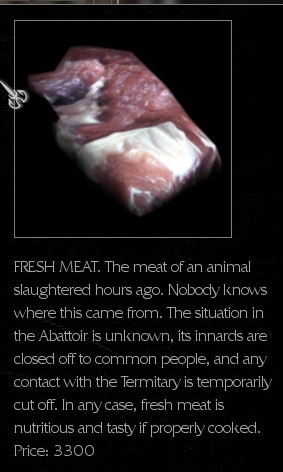 FRESH MEAT. The meat of an animal
slaughtered hours ago. Nobody knows
where this came from. The situation in
the Abattoir is unknown, its innards are
closed off to common people, and any
contact with the Termitary is temporarily
cut off. In any case, fresh meat is
nutritious and tasty if properly cooked.
Price: 3300